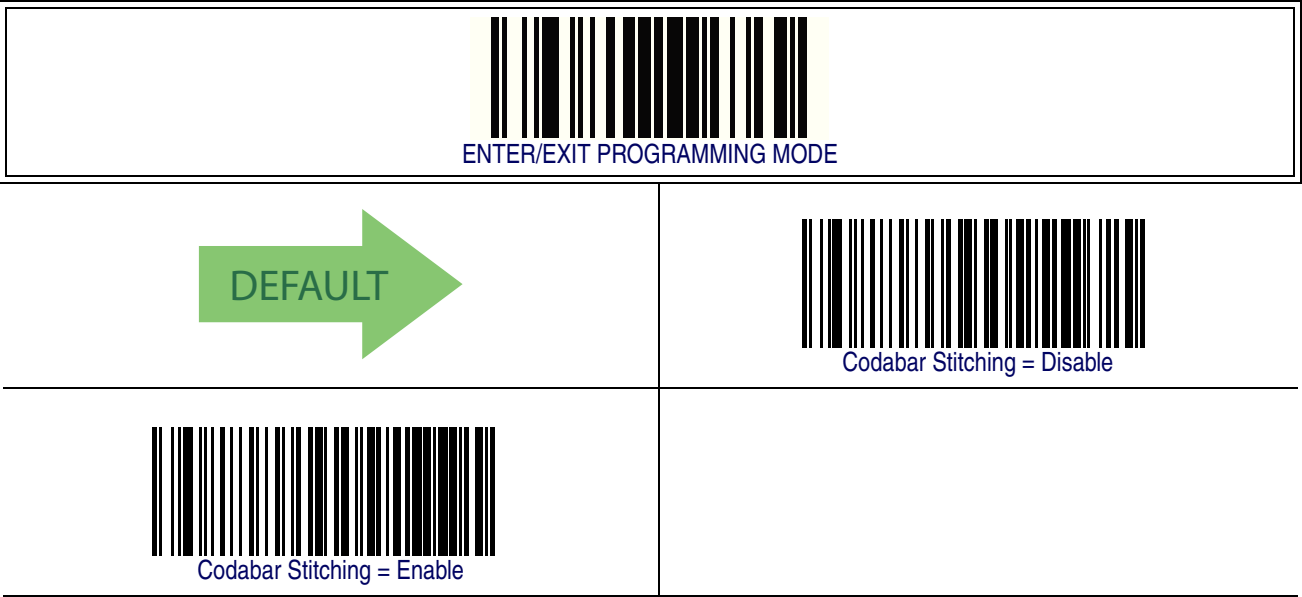 ENTER/EXIT PROGRAMMING MODE
DEFAULT
Codabar Stitching = Disable
Codabar Stitching = Enable